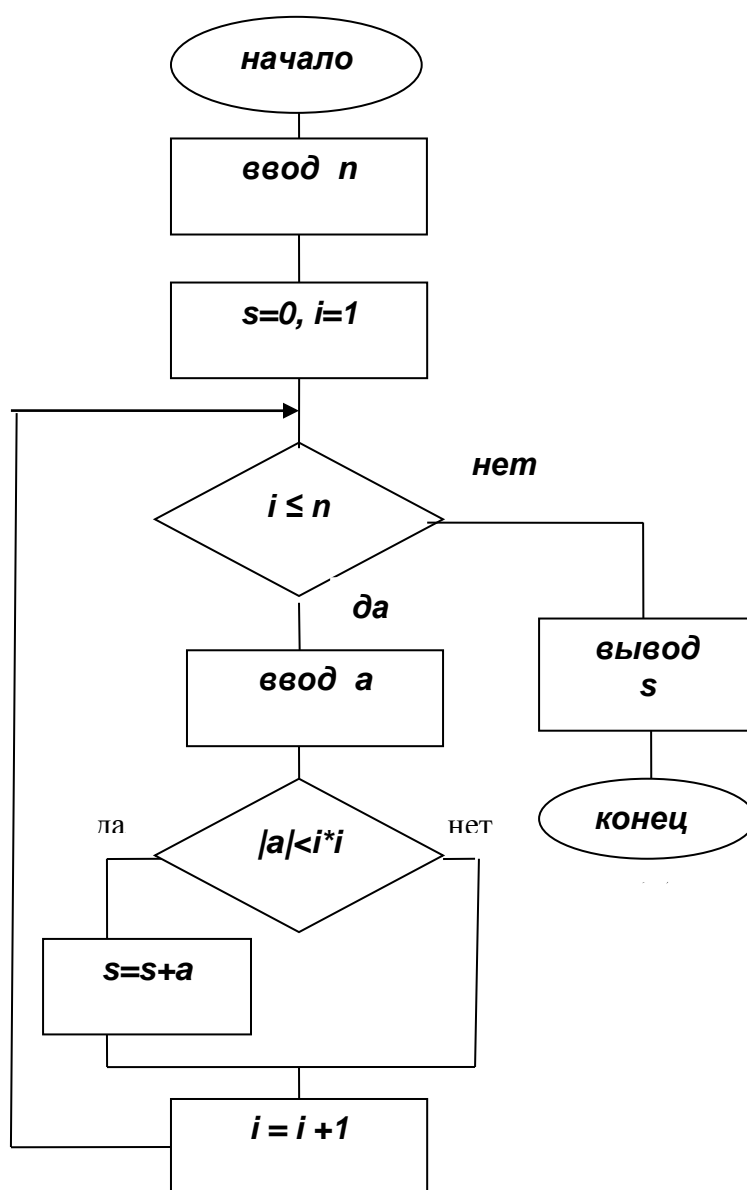 начало
ввод n
s=0, i=1
i ≤ n
нет
да
ввод a
вывод
s
да
|a|<i*i
нет
конец
s=s+a
i = i +1